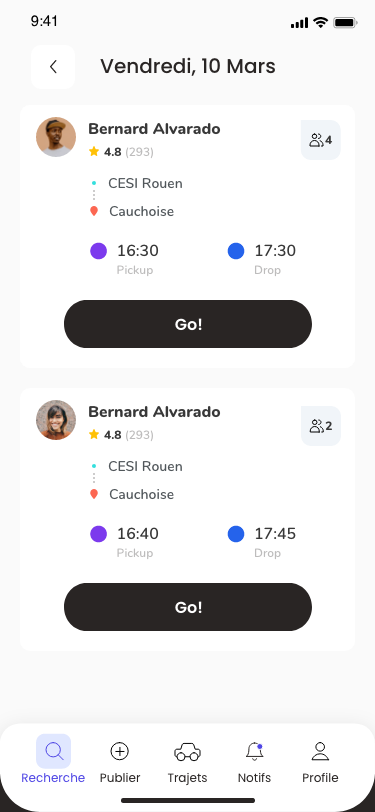 9:41
Vendredi, 10 Mars
Bernard Alvarado
4.8 (293)
4
CESI Rouen
Cauchoise
16:30 17:30
Pickup Drop
Go!
Bernard Alvarado
4.8 (293)
2
CESI Rouen
Cauchoise
16:40 17:45
Pickup Drop
Go!
Recherche Publier Trajets Notifs Profile